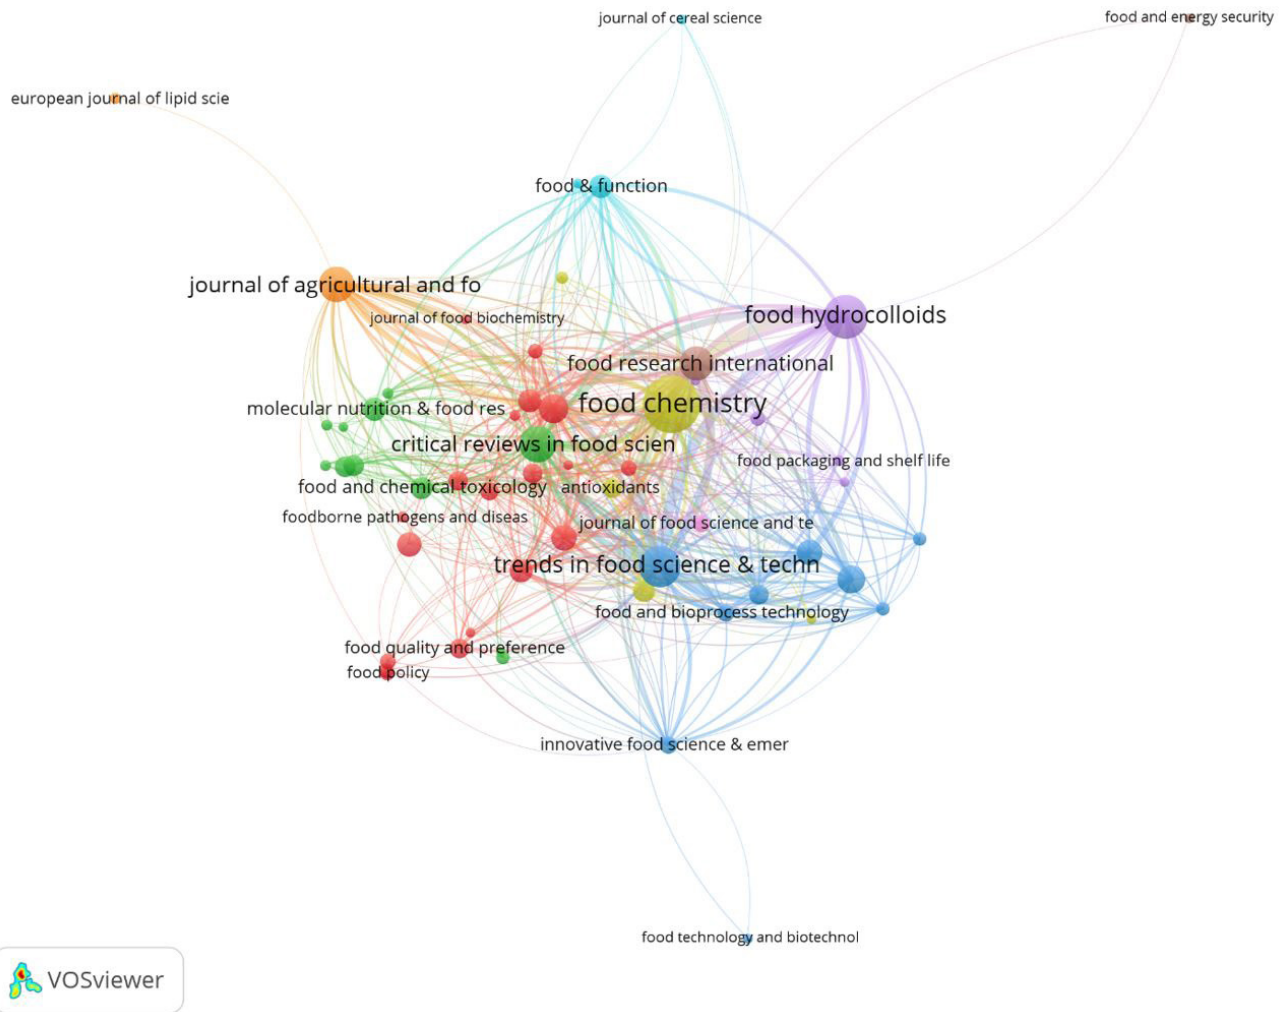 journal of cereal science
food and energy security
european journal of lipid scie
food & function
journal of agricultural and fo
journal of food biochemistry
food hydrocolloids
food research international
food chemistry
molecular nutrition & food res
critical reviews in food scien
food packaging and shelf life
food and chemical toxicology
antioxidants
foodborne pathogens and diseas
journal of food science and te
trends in food science & techn
food and bioprocess technology
food quality and preference
food policy
innovative food science & emer
food technology and biotechnol
VOSviewer